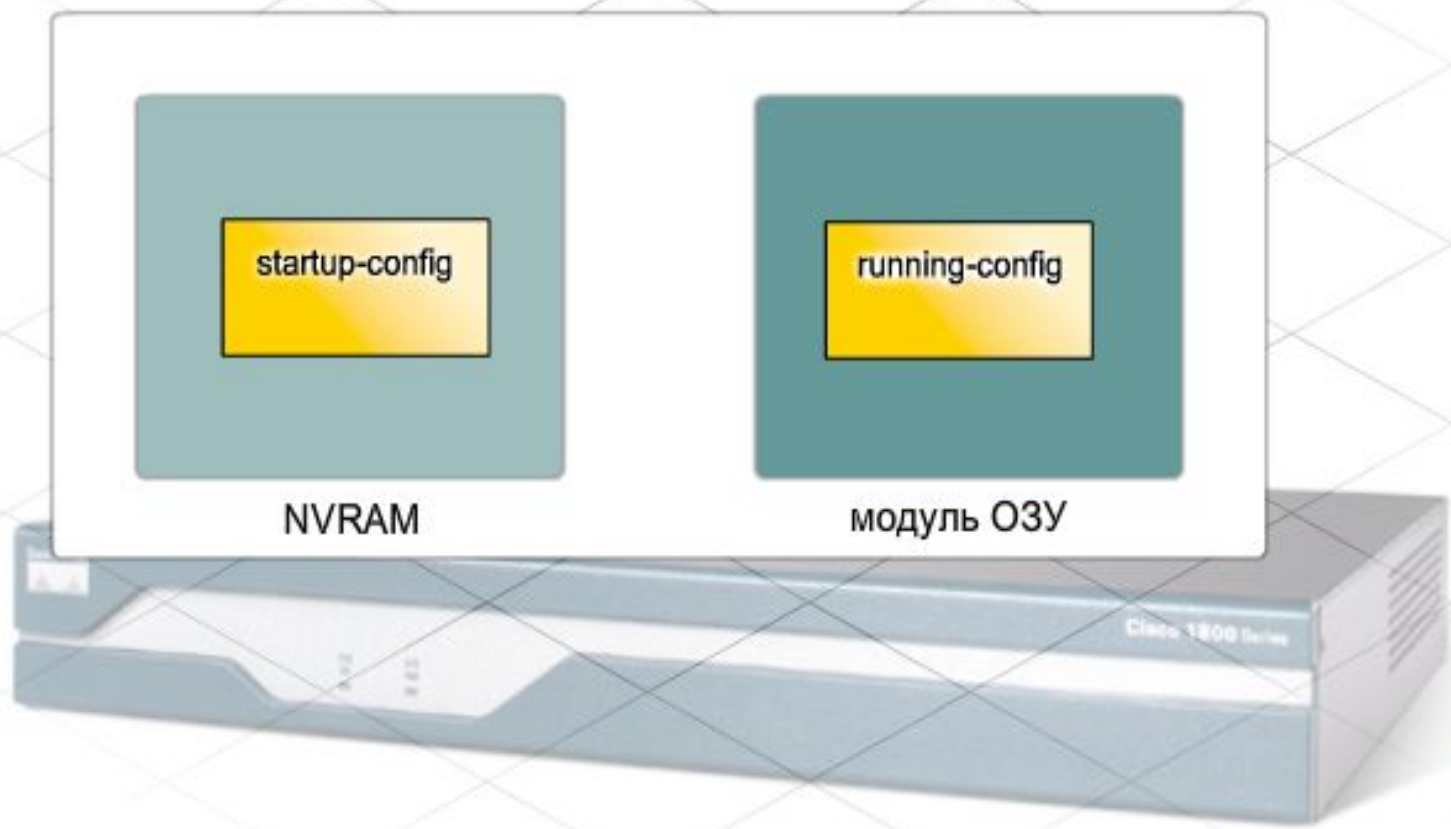 startup-config
running-config
NVRAM
модуль ОЗУ
Cisco 1800 Series